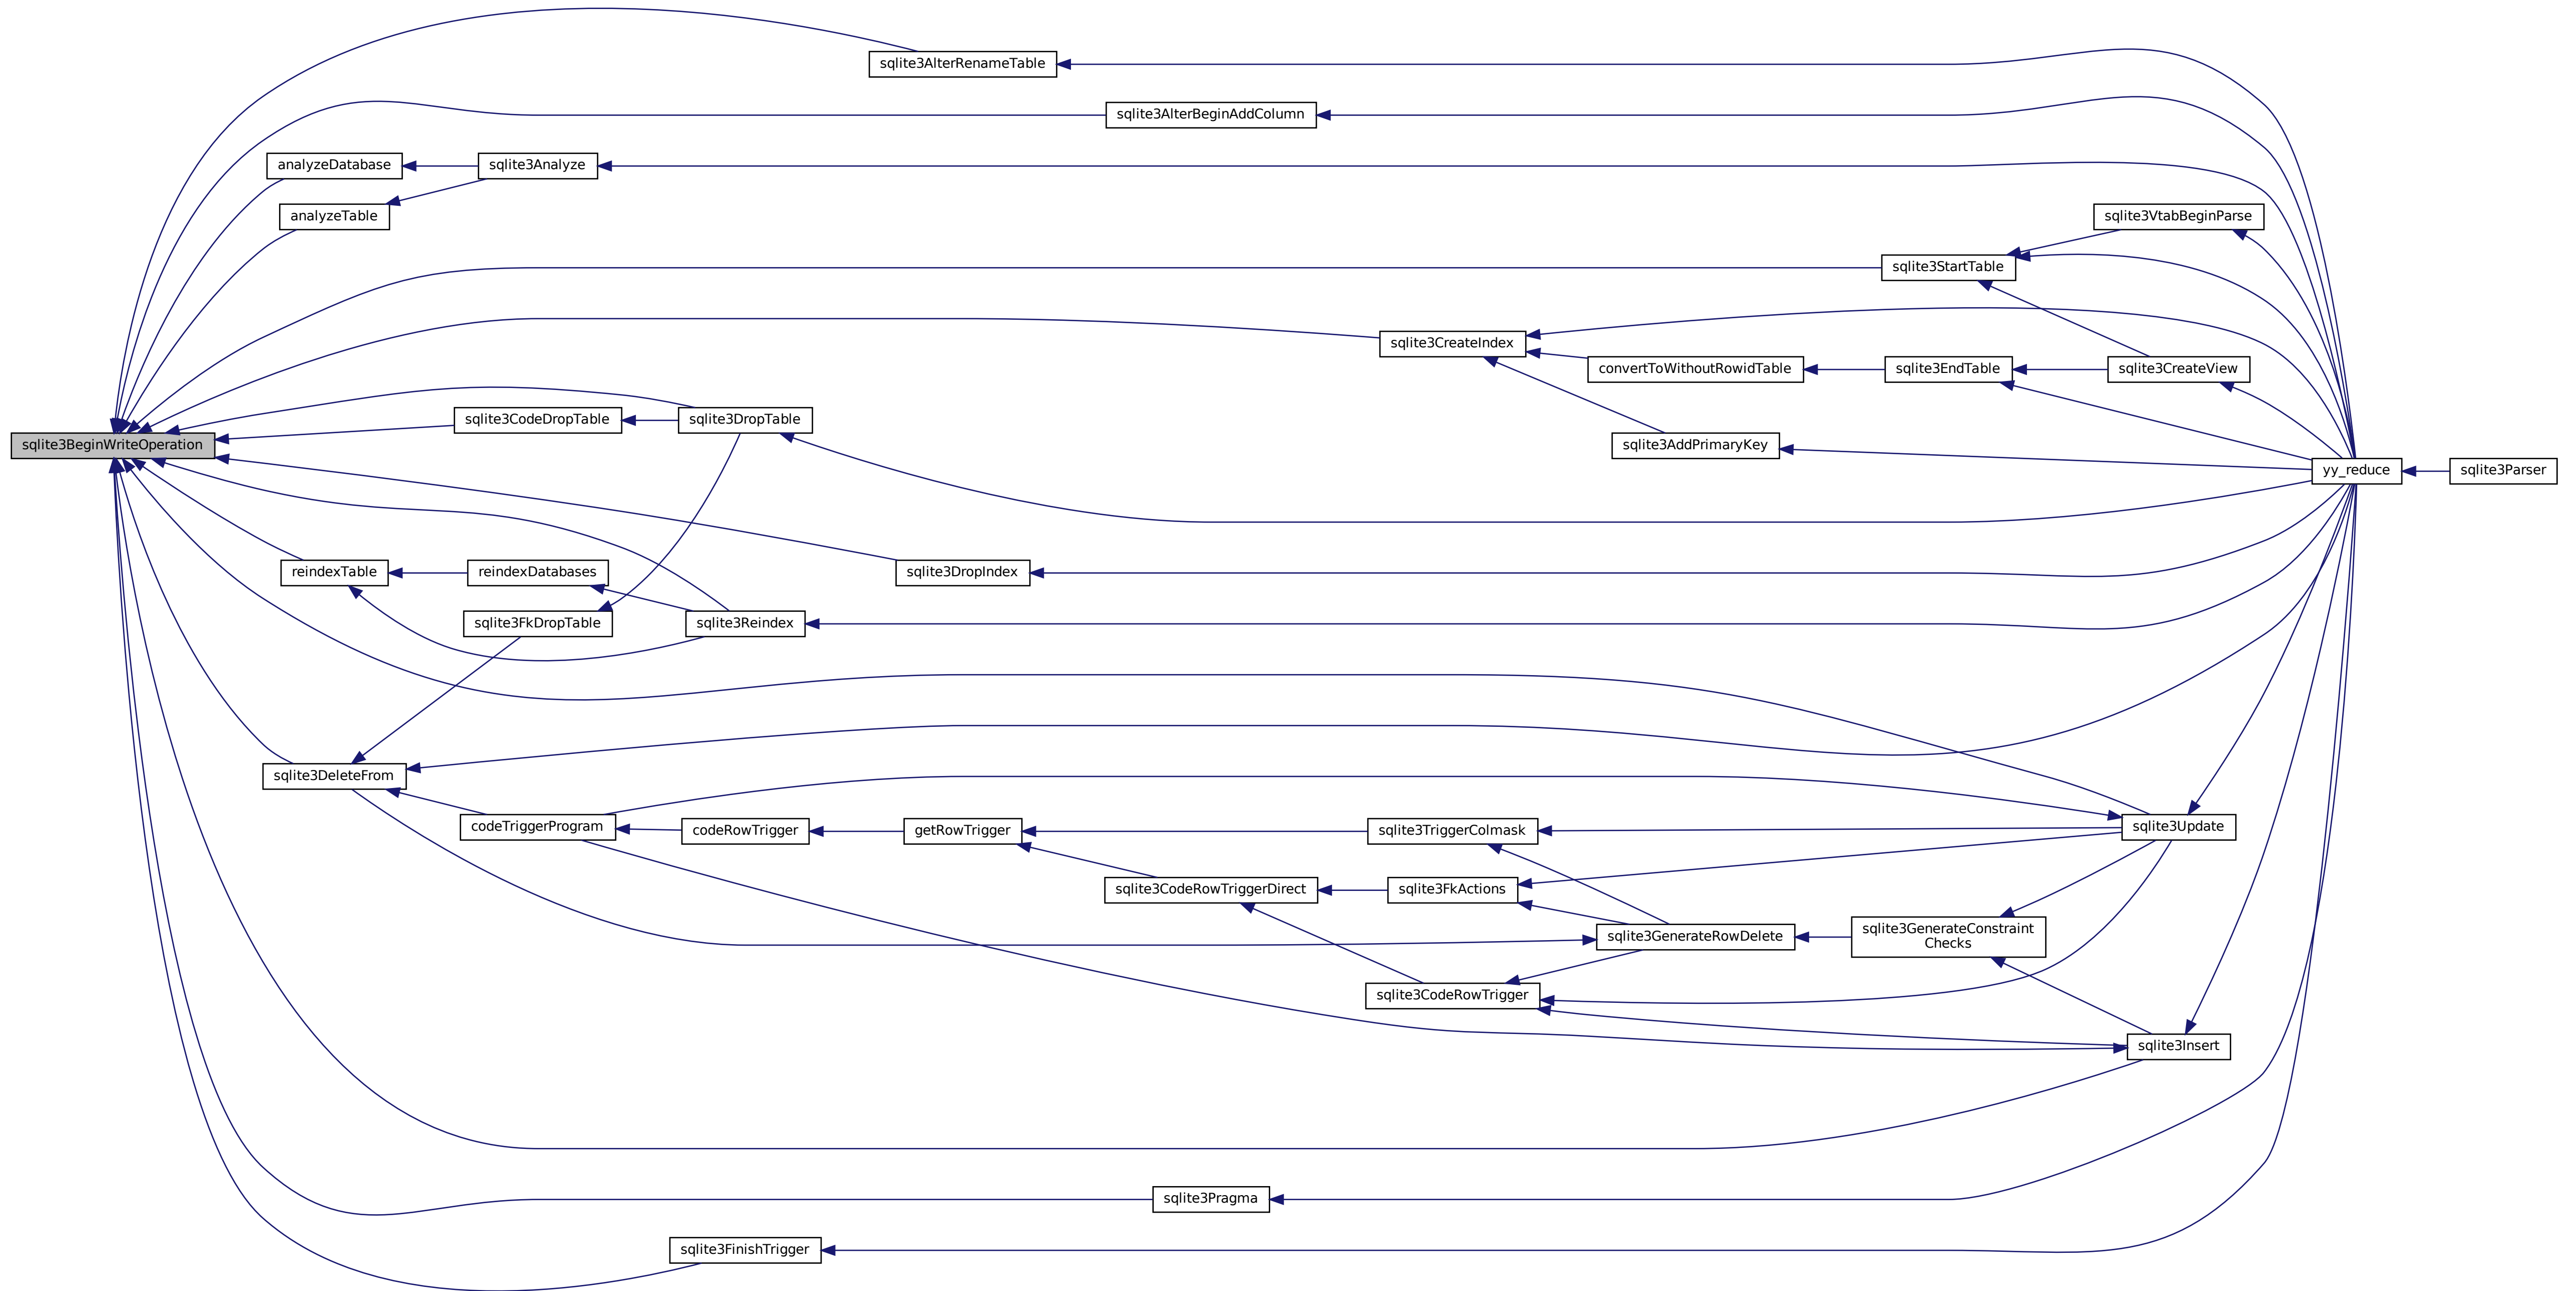 sqlite3AlterRenameTable
sqlite3AlterBeginAddColumn
analyzeDatabase
sqlite3Analyze
analyzeTable
sqlite3VtabBeginParse
sqlite3StartTable
sqlite3CreateIndex
convertToWithoutRowidTable
sqlite3EndTable
sqlite3CreateView
sqlite3CodeDropTable
sqlite3DropTable
sqlite3BeginWriteOperation
sqlite3AddPrimaryKey
yy_reduce
sqlite3Parser
reindexTable
reindexDatabases
sqlite3DropIndex
sqlite3FkDropTable
sqlite3Reindex
sqlite3DeleteFrom
codeTriggerProgram
codeRowTrigger
getRowTrigger
sqlite3TriggerColmask
sqlite3Update
sqlite3CodeRowTriggerDirect
sqlite3FkActions
sqlite3GenerateRowDelete
sqlite3GenerateConstraint
Checks
sqlite3CodeRowTrigger
sqlite3Insert
sqlite3Pragma
sqlite3FinishTrigger